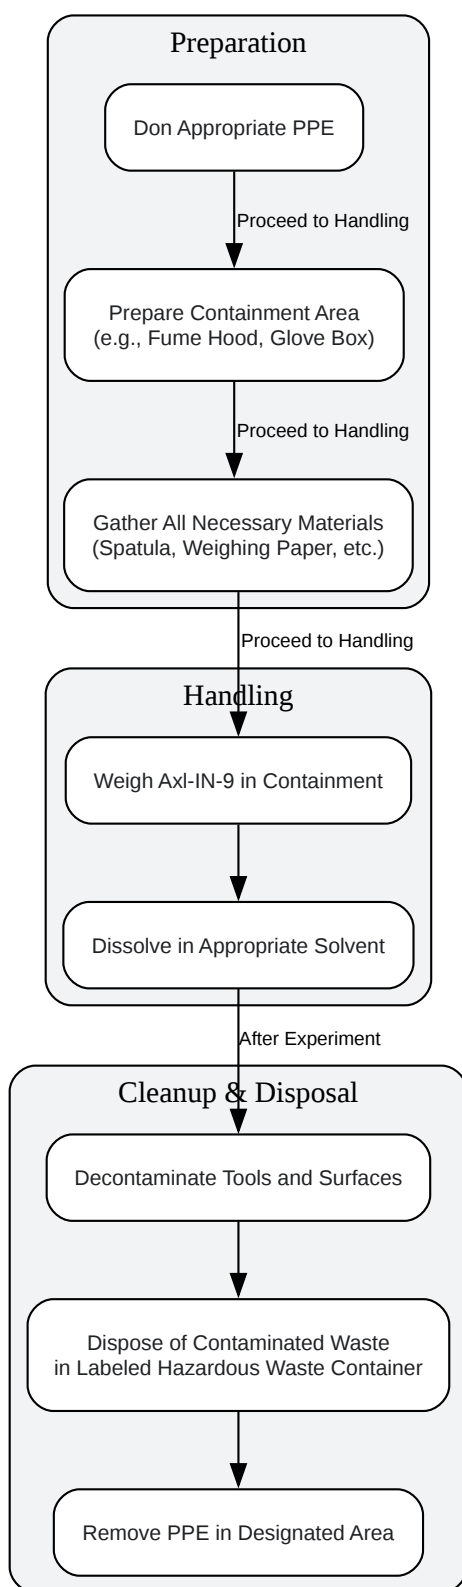 Preparation
Don Appropriate PPE
Proceed to Handling
Prepare Containment Area
(e.g., Fume Hood, Glove Box)
Proceed to Handling
Gather All Necessary Materials
(Spatula, Weighing Paper, etc.)
Proceed to Handling
Handling
Weigh Axl-IN-9 in Containment
Dissolve in Appropriate Solvent
After Experiment
Cleanup & Disposal
Decontaminate Tools and Surfaces
Dispose of Contaminated Waste
in Labeled Hazardous Waste Container
Remove PPE in Designated Area